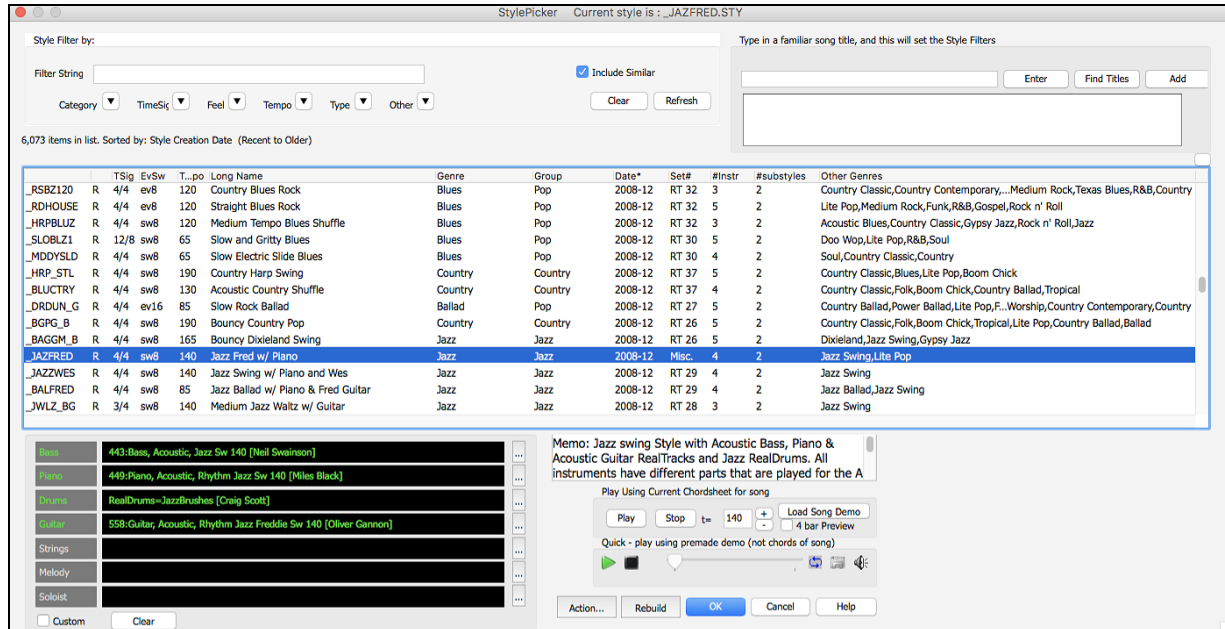 StylePicker Current style is : _JAZFRED.STY
Style Filter by:
Type in a familiar song title, and this will set the Style Filters
Filter String
Include Similar
Enter Find Titles Add
Category TimeSig Feel Tempo Type Other Clear Refresh
6,073 items in list. Sorted by: Style Creation Date (Recent to Older)
TSig EvSw T...po Long Name Genre Group Date* Set# #Instr #substyles Other Genres
_RSBZ120 R 4/4 ev8 120 Country Blues Rock Blues Pop 2008-12 RT 32 3 2 Country Classic,Country Contemporary,...Medium Rock,Texas Blues,R&B,Country
_RDHOUSE R 4/4 ev8 120 Straight Blues Rock Blues Pop 2008-12 RT 32 5 2 Lite Pop,Medium Rock,Funk,R&B,Gospel,Rock n' Roll
_HRPBLUZ R 4/4 sw8 120 Medium Tempo Blues Shuffle Blues Pop 2008-12 RT 32 3 2 Acoustic Blues,Country Classic,Gypsy Jazz,Rock n' Roll,Jazz
_SLOBLZ1 R 12/8 sw8 65 Slow and Gritty Blues Blues Pop 2008-12 RT 30 5 2 Doo Wop,Lite Pop,R&B,Soul
_MDDYSLD R 4/4 sw8 65 Slow Electric Slide Blues Blues Pop 2008-12 RT 30 4 2 Soul,Country Classic,Country
_HRP_STL R 4/4 sw8 190 Country Harp Swing Country Country 2008-12 RT 37 5 2 Country Classic,Blues,Lite Pop,Boom Chick
_BLUCTRY R 4/4 sw8 130 Acoustic Country Shuffle Country Country 2008-12 RT 37 4 2 Country Classic,Folk,Boom Chick,Country Ballad,Tropical
_DRDUN_G R 4/4 ev16 85 Slow Rock Ballad Ballad Pop 2008-12 RT 27 5 2 Country Ballad,Power Ballad,Lite Pop,F...Worship,Country Contemporary,Country
_BGPG_B R 4/4 sw8 190 Bouncy Country Pop Country Country 2008-12 RT 26 5 2 Country Classic,Folk,Boom Chick,Tropical,Lite Pop,Country Ballad,Ballad
_BAGGM_B R 4/4 sw8 165 Bouncy Dixieland Swing Jazz Jazz 2008-12 RT 26 5 2 Dixieland,Jazz Swing,Gypsy Jazz
_JAZFRED R 4/4 sw8 140 Jazz Fred w/ Piano Jazz Jazz 2008-12 Misc. 4 2 Jazz Swing,Lite Pop
_JAZZWES R 4/4 sw8 140 Jazz Swing w/ Piano and Wes Jazz Jazz 2008-12 RT 29 4 2 Jazz Swing
_BALFRED R 4/4 sw8 85 Jazz Ballad w/ Piano & Fred Guitar Jazz Jazz 2008-12 RT 29 4 2 Jazz Ballad,Jazz Swing
_JWLZ_BG R 3/4 sw8 140 Medium Jazz Waltz w/ Guitar Jazz Jazz 2008-12 RT 28 3 2 Jazz Swing
Bass 443:Bass, Acoustic, Jazz Sw 140 [Neil Swainson] ...
Piano 449:Piano, Acoustic, Rhythm Jazz Sw 140 [Miles Black] ...
Drums RealDrums=JazzBrushes [Craig Scott] ...
Guitar 558:Guitar, Acoustic, Rhythm Jazz Freddie Sw 140 [Oliver Gannon] ...
Strings ...
Melody ...
Soloist ...
Custom Clear
Memo: Jazz swing Style with Acoustic Bass, Piano &
Acoustic Guitar RealTracks and Jazz RealDrums. All
instruments have different parts that are played for the A
Play Using Current Chordsheet for song
Play Stop t= 140 + - Load Song Demo
4 bar Preview
Quick - play using premade demo (not chords of song)
Action... Rebuild OK Cancel Help